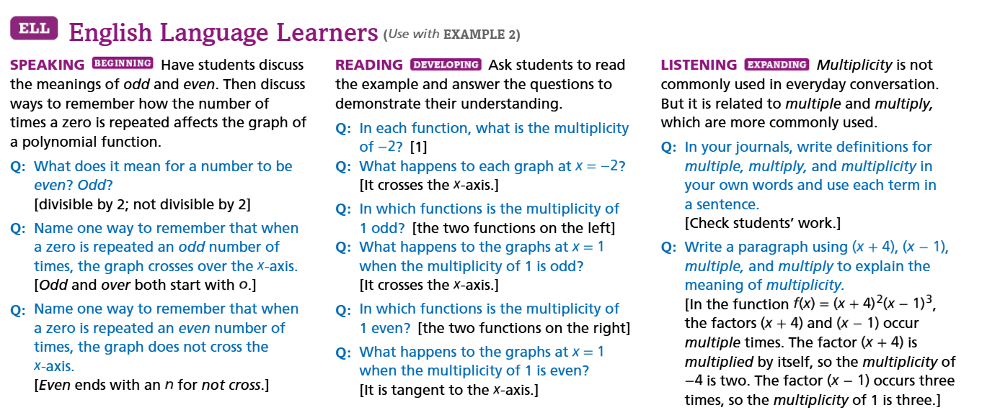 ELL English Language Learners (Use with EXAMPLE 2)
SPEAKING BEGINNING Have students discuss
the meanings of odd and even. Then discuss
ways to remember how the number of
times a zero is repeated affects the graph of
a polynomial function.
Q: What does it mean for a number to be
even? Odd?
[divisible by 2; not divisible by 2]
Q: Name one way to remember that when
a zero is repeated an odd number of
times, the graph crosses over the x-axis.
[Odd and over both start with o.]
Q: Name one way to remember that when
a zero is repeated an even number of
times, the graph does not cross the
x-axis.
[Even ends with an n for not cross.]
READING DEVELOPING Ask students to read
the example and answer the questions to
demonstrate their understanding.
Q: In each function, what is the multiplicity
of −2? [1]
Q: What happens to each graph at x = −2?
[It crosses the x-axis.]
Q: In which functions is the multiplicity of
1 odd? [the two functions on the left]
Q: What happens to the graphs at x = 1
when the multiplicity of 1 is odd?
[It crosses the x-axis.]
Q: In which functions is the multiplicity of
1 even? [the two functions on the right]
Q: What happens to the graphs at x = 1
when the multiplicity of 1 is even?
[It is tangent to the x-axis.]
LISTENING EXPANDING Multiplicity is not
commonly used in everyday conversation.
But it is related to multiple and multiply,
which are more commonly used.
Q: In your journals, write definitions for
multiple, multiply, and multiplicity in
your own words and use each term in
a sentence.
[Check students' work.]
Q: Write a paragraph using (x + 4), (x − 1),
multiple, and multiply to explain the
meaning of multiplicity.
[In the function f(x) = (x + 4)²(x − 1)³,
the factors (x + 4) and (x − 1) occur
multiple times. The factor (x + 4) is
multiplied by itself, so the multiplicity of
−4 is two. The factor (x − 1) occurs three
times, so the multiplicity of 1 is three.]